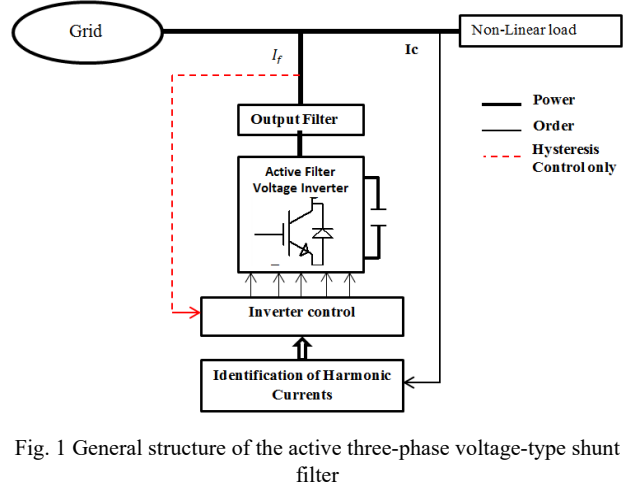 Grid
Non-Linear load
I_f
Ic
Output Filter
Power
Order
Hysteresis
Control only
Active Filter
Voltage Inverter
Inverter control
Identification of Harmonic
Currents
Fig. 1 General structure of the active three-phase voltage-type shunt
filter